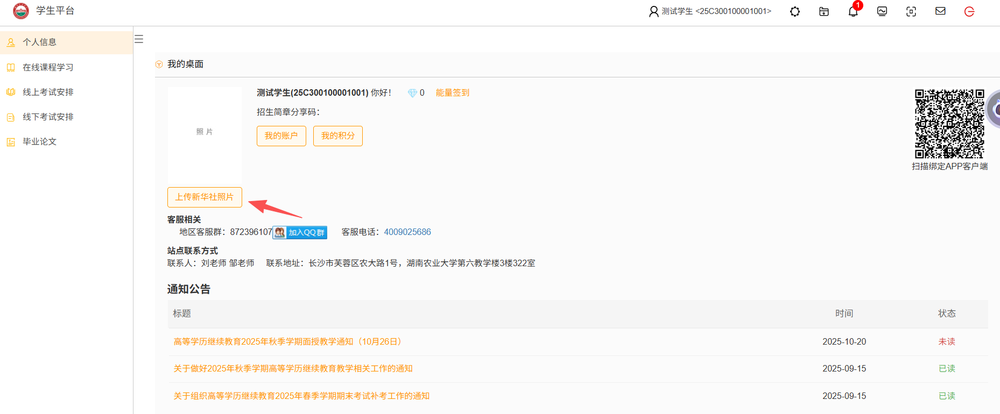 学生平台
测试学生 <25C300100001001>
1
个人信息
在线课程学习
线上考试安排
线下考试安排
毕业论文
我的桌面
照 片
测试学生(25C300100001001) 你好！ 0 能量签到
招生简章分享码：
我的账户 我的积分
扫描绑定APP客户端
上传新华社照片
客服相关
地区客服群：872396107 加入QQ群 客服电话：4009025686
站点联系方式
联系人：刘老师 邹老师 联系地址：长沙市芙蓉区农大路1号，湖南农业大学第六教学楼3楼322室
通知公告
标题 时间 状态
高等学历继续教育2025年秋季学期面授教学通知（10月26日） 2025-10-20 未读
关于做好2025年秋季学期高等学历继续教育教学相关工作的通知 2025-09-15 已读
关于组织高等学历继续教育2025年春季学期期末考试补考工作的通知 2025-09-15 已读